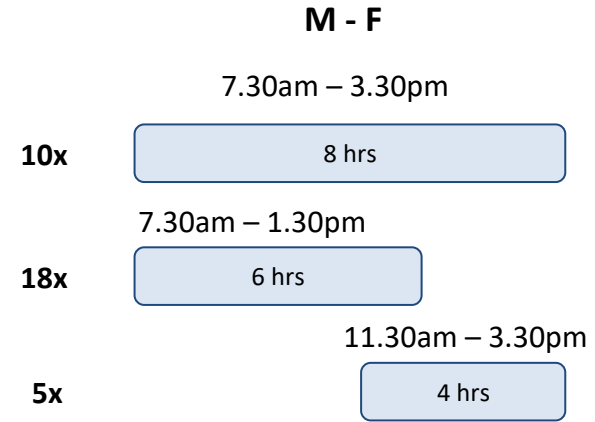 M - F
7.30am – 3.30pm
10x
8 hrs
7.30am – 1.30pm
18x
6 hrs
11.30am – 3.30pm
5x
4 hrs